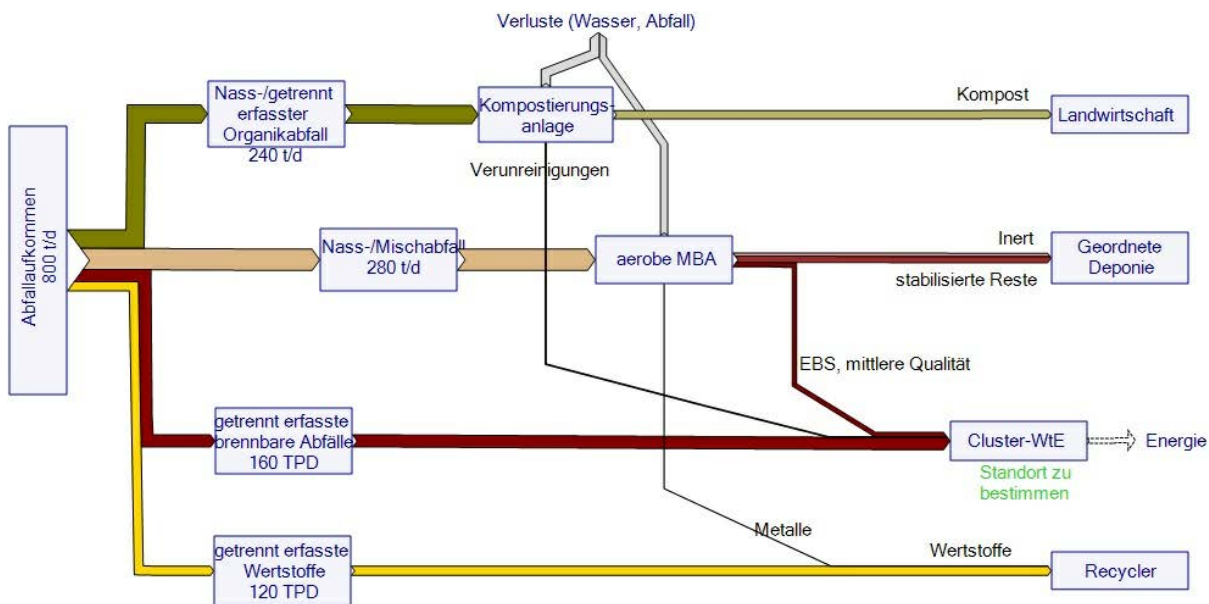 Verluste (Wasser, Abfall)
Abfallaufkommen
800 t/d
Nass-/getrennt
erfasster
Organikabfall
240 t/d
Kompostierungs-
anlage
Kompost
Landwirtschaft
Verunreinigungen
Nass-/Mischabfall
280 t/d
aerobe MBA
Inert
stabilisierte Reste
Geordnete
Deponie
EBS, mittlere Qualität
getrennt erfasste
brennbare Abfälle
160 TPD
Cluster-WtE
Energie
Standort zu
bestimmen
getrennt erfasste
Wertstoffe
120 TPD
Metalle
Wertstoffe
Recycler